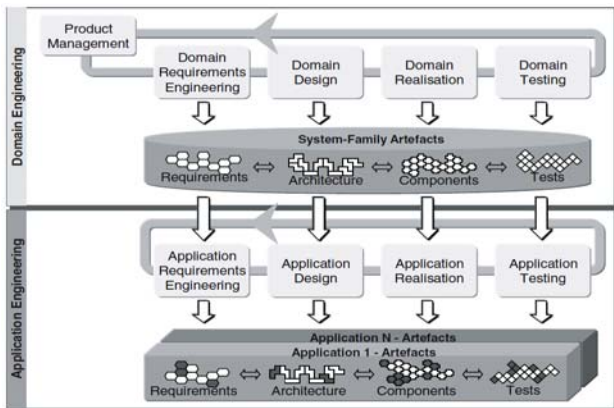 Domain Engineering
Product
Management
Domain
Requirements
Engineering
Domain
Design
Domain
Realisation
Domain
Testing
System-Family Artefacts
Requirements
Architecture
Components
Tests
Application Engineering
Application
Requirements
Engineering
Application
Design
Application
Realisation
Application
Testing
Application N - Artefacts
Application 1 - Artefacts
Requirements
Architecture
Components
Tests